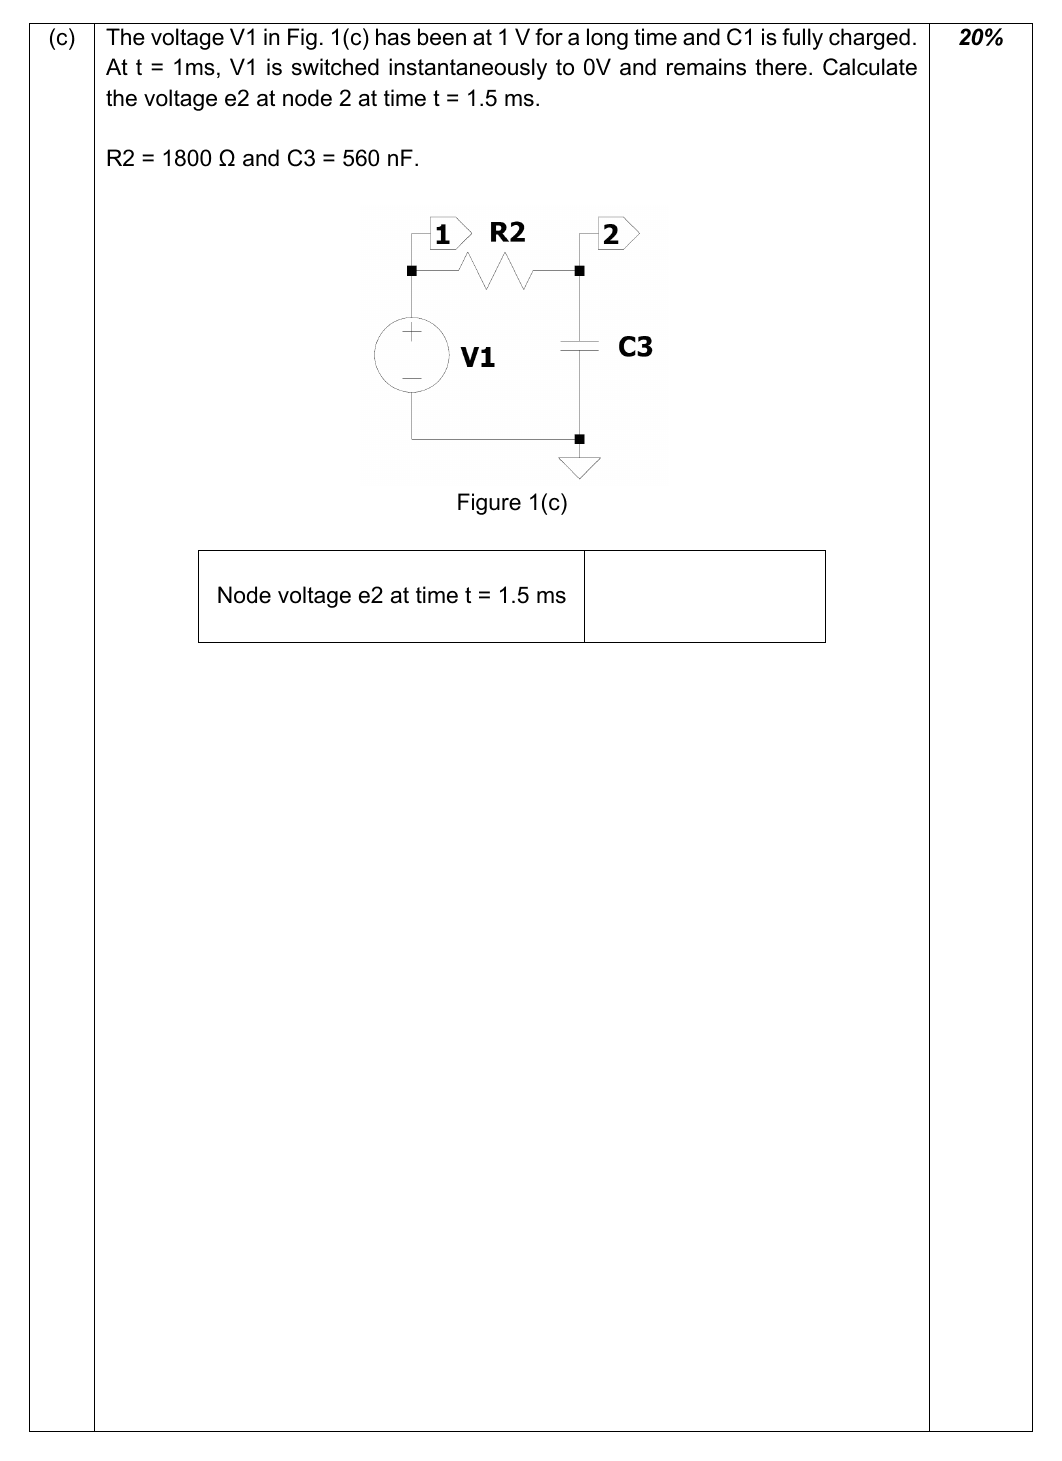 (c)
The voltage V1 in Fig. 1(c) has been at 1 V for a long time and C1 is fully charged.
At t = 1ms, V1 is switched instantaneously to 0V and remains there. Calculate
the voltage e2 at node 2 at time t = 1.5 ms.
20%
R2 = 1800 Ω and C3 = 560 nF.
1
R2
2
V1
C3
Figure 1(c)
Node voltage e2 at time t = 1.5 ms